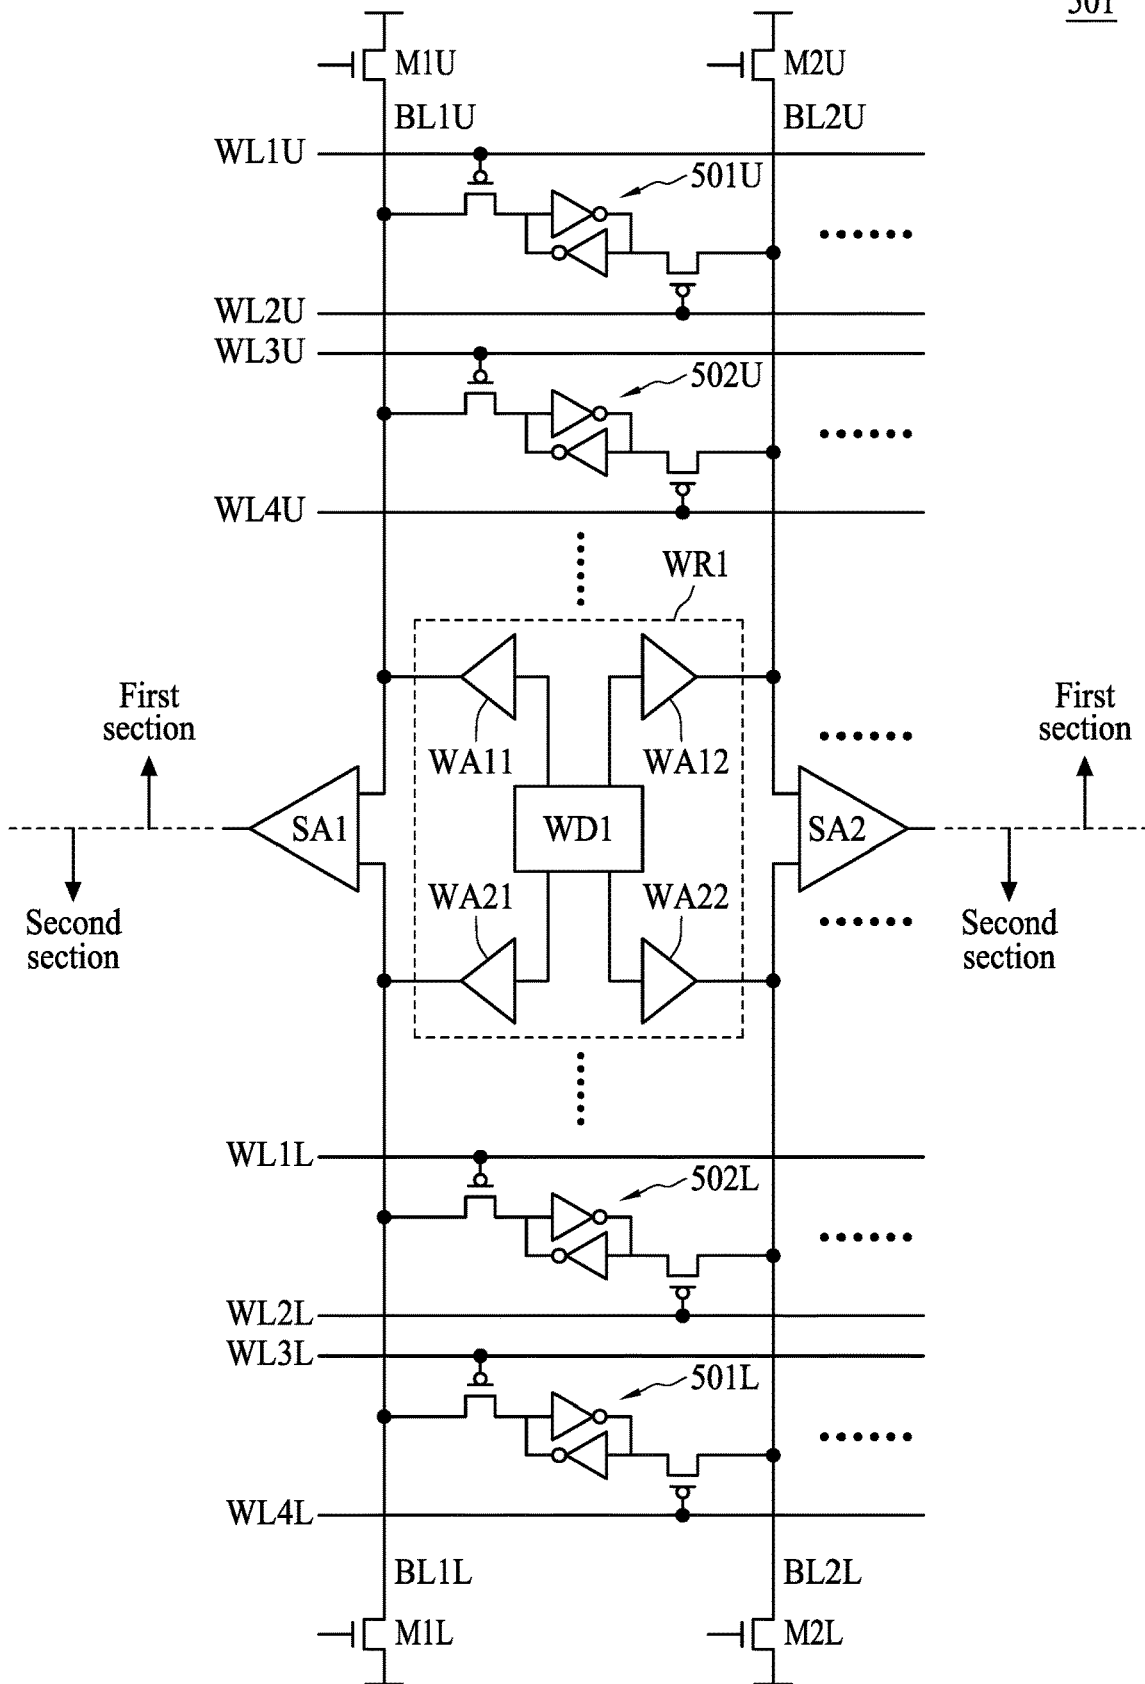 501
M1U
M2U
BL1U
BL2U
WL1U
501U
WL2U
WL3U
502U
WL4U
WR1
First
section
First
section
WA11
WA12
SA1
WD1
SA2
WA21
WA22
Second
section
Second
section
WL1L
502L
WL2L
WL3L
501L
WL4L
BL1L
BL2L
M1L
M2L